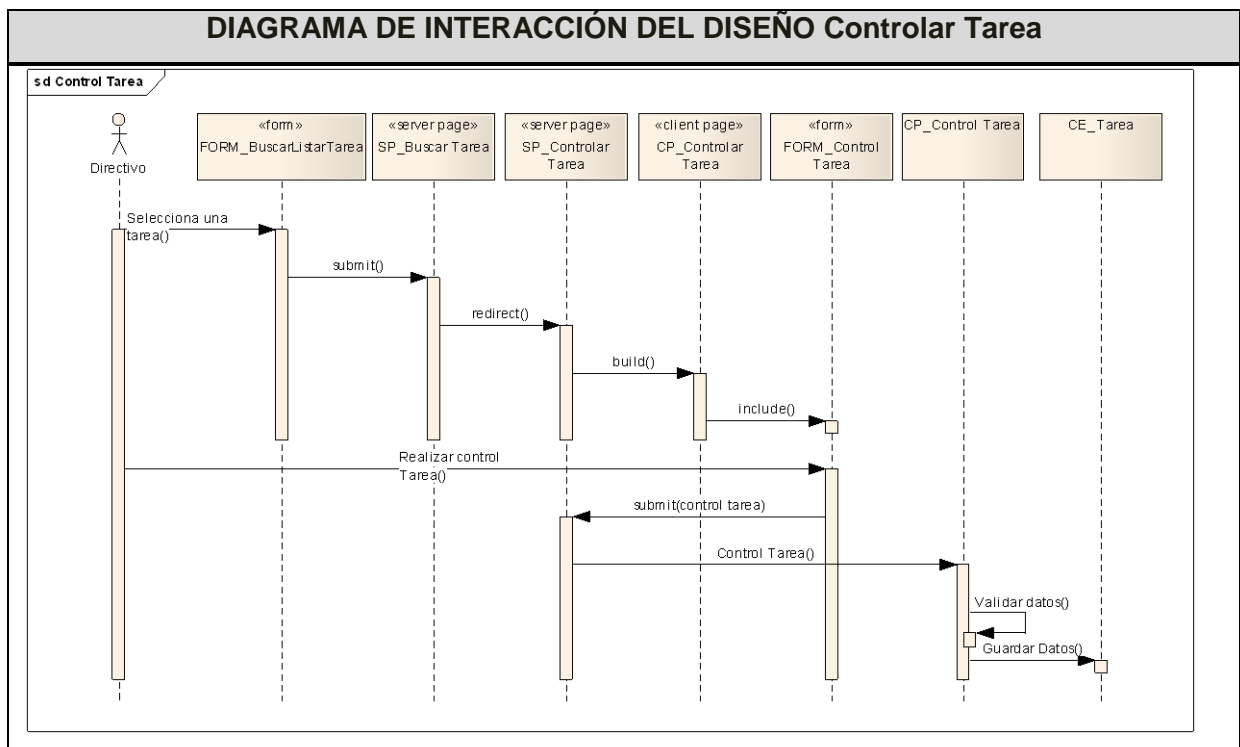 DIAGRAMA DE INTERACCIÓN DEL DISEÑO Controlar Tarea
sd Control Tarea
Directivo
«form»
FORM_BuscarListarTarea
«server page»
SP_Buscar Tarea
«server page»
SP_Controlar
Tarea
«client page»
CP_Controlar
Tarea
«form»
FORM_Control
Tarea
CP_Control Tarea
CE_Tarea
Selecciona una
tarea()
submit()
redirect()
build()
include()
Realizar control
Tarea()
submit(control tarea)
Control Tarea()
Validar datos()
Guardar Datos()